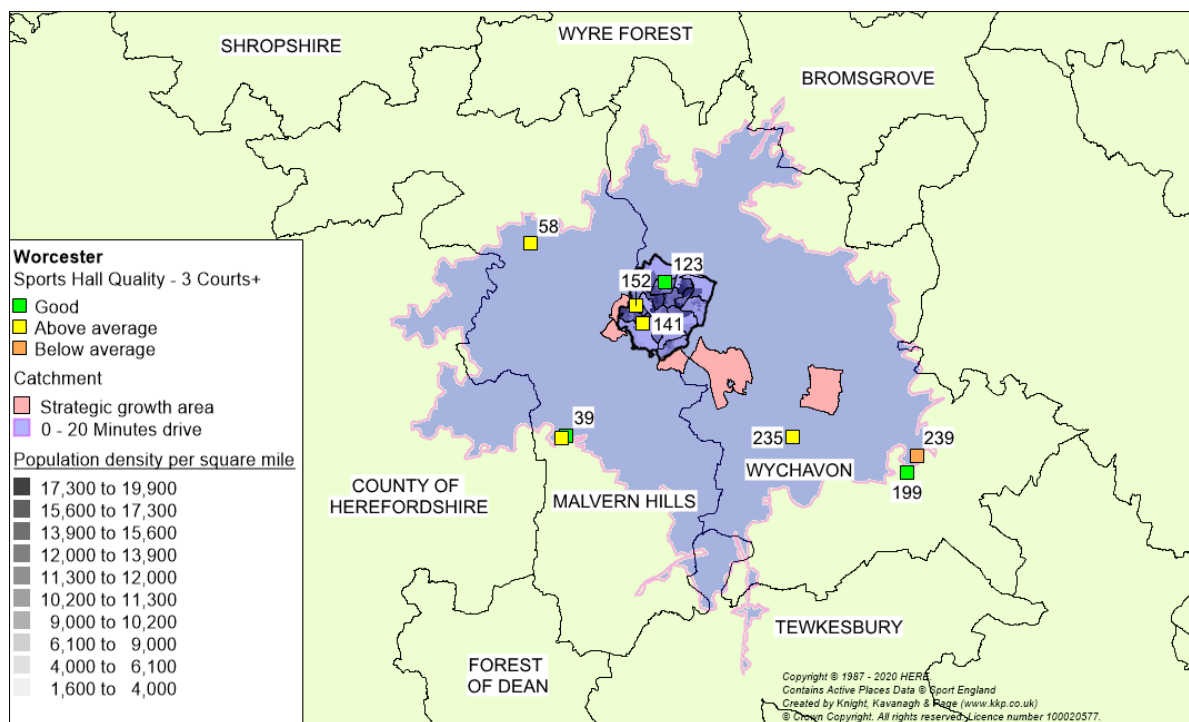 SHROPSHIRE
WYRE FOREST
BROMSGROVE
58
123
152
141
39
235
239
199
WYCHAVON
COUNTY OF
HEREFORDSHIRE
MALVERN HILLS
TEWKESBURY
FOREST
OF DEAN
Worcester
Sports Hall Quality - 3 Courts+
Good
Above average
Below average
Catchment
Strategic growth area
0 - 20 Minutes drive
Population density per square mile
17,300 to 19,900
15,600 to 17,300
13,900 to 15,600
12,000 to 13,900
11,300 to 12,000
10,200 to 11,300
9,000 to 10,200
6,100 to 9,000
4,000 to 6,100
1,600 to 4,000
Copyright © 1987 - 2020 HERE.
Contains Active Places Data © Sport England
Created by Knight, Kavanagh & Page (www.kkp.co.uk)
© Crown Copyright. All rights reserved. Licence number 100020577.